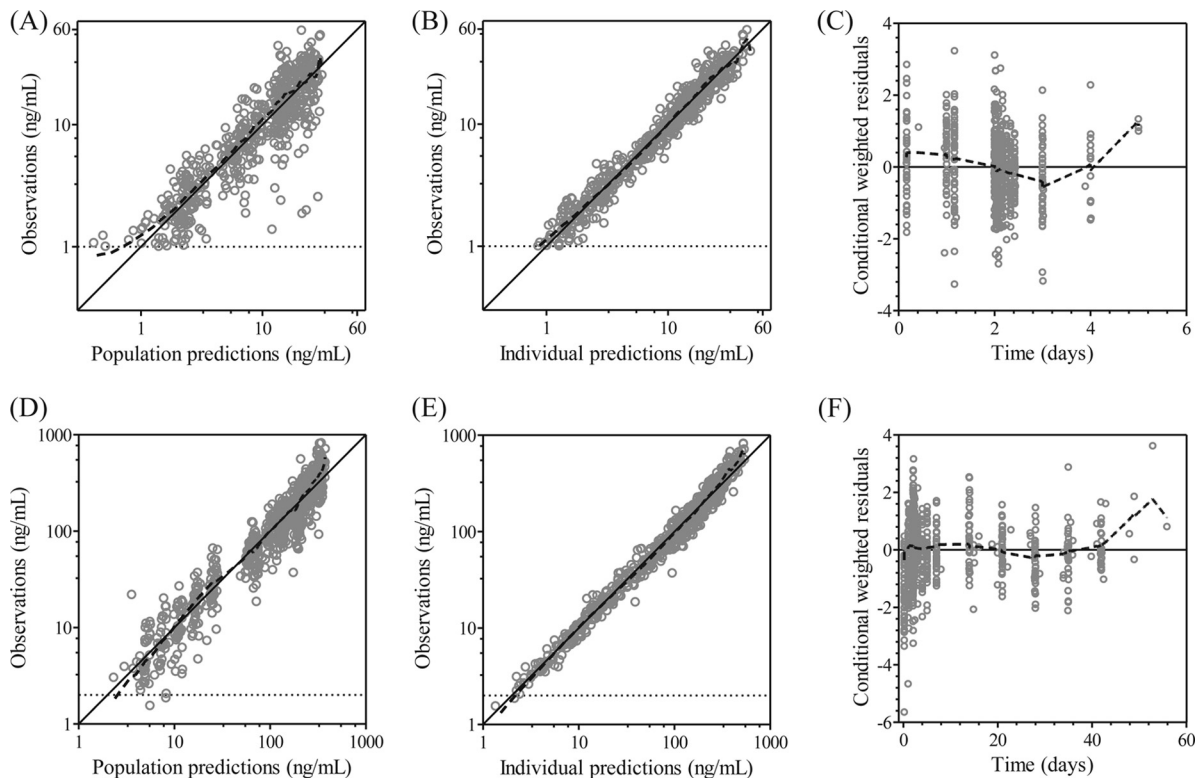 (A)
60
10
1
Observations (ng/mL)
1
10
60
Population predictions (ng/mL)
(B)
60
10
1
Observations (ng/mL)
1
10
60
Individual predictions (ng/mL)
(C)
4
2
0
-2
-4
Conditional weighted residuals
0
2
4
6
Time (days)
(D)
1000
100
10
1
Observations (ng/mL)
1
10
100
1000
Population predictions (ng/mL)
(E)
1000
100
10
1
Observations (ng/mL)
1
10
100
1000
Individual predictions (ng/mL)
(F)
4
2
0
-2
-4
-6
Conditional weighted residuals
0
20
40
60
Time (days)